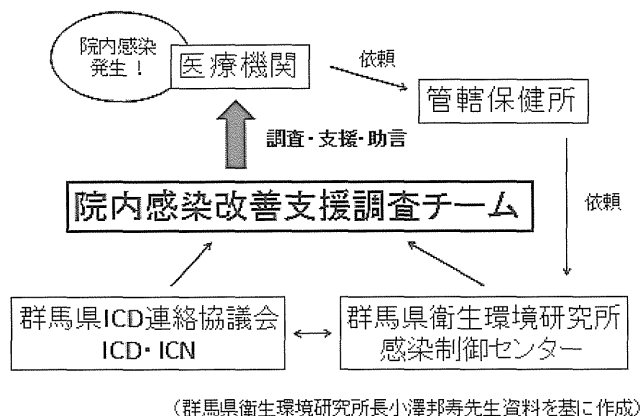 院内感染
発生！
医療機関
依頼
管轄保健所
調査・支援・助言
院内感染改善支援調査チーム
依頼
群馬県ICD連絡協議会
ICD・ICN
群馬県衛生環境研究所
感染制御センター
(群馬県衛生環境研究所長小澤邦寿先生資料を基に作成)